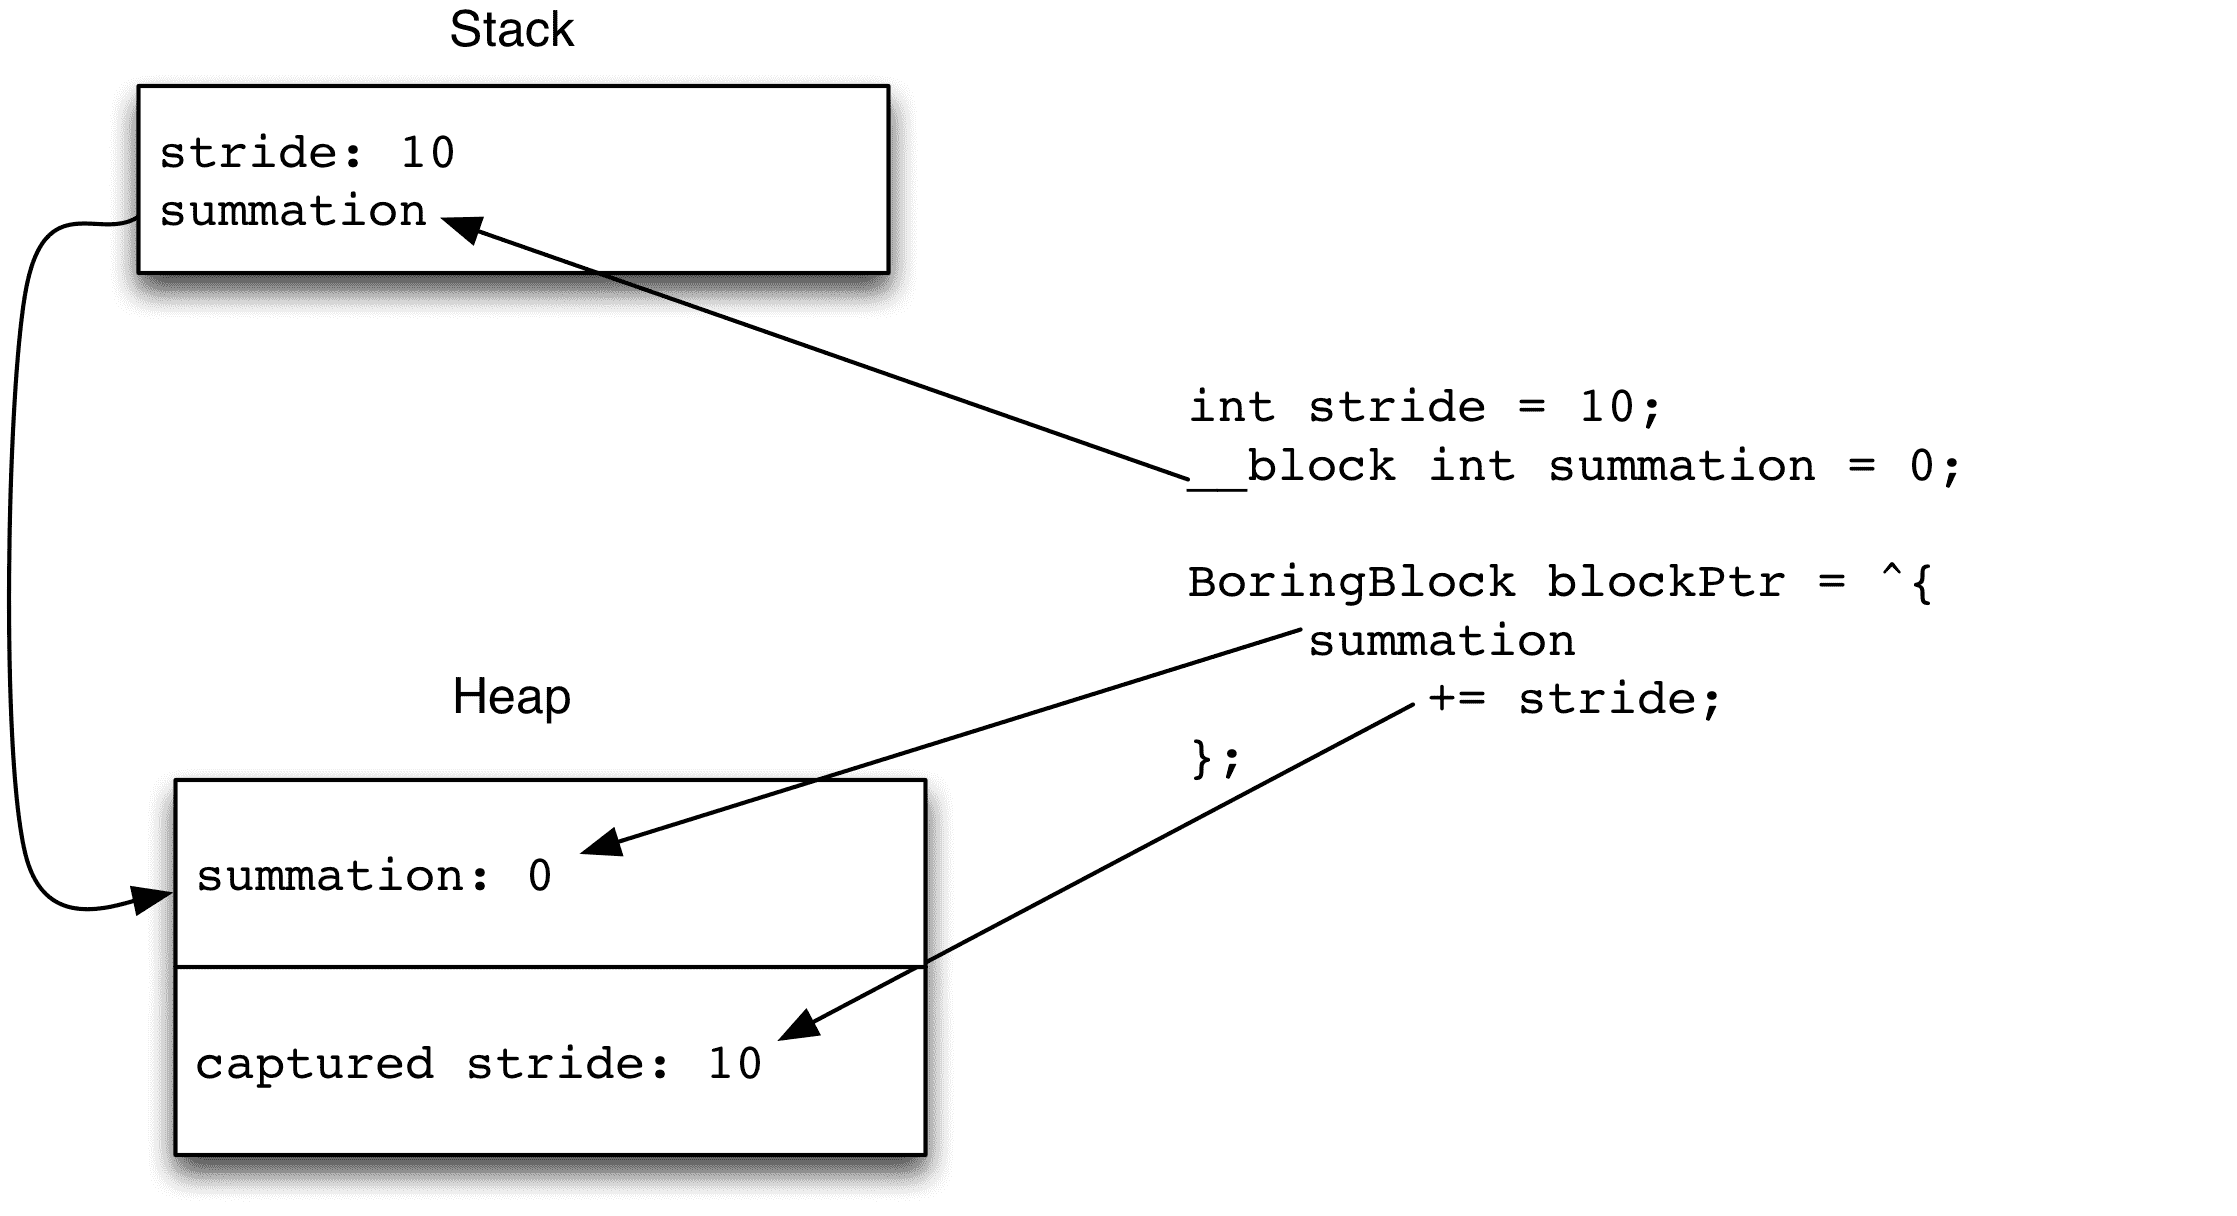 Stack
stride: 10
summation
int stride = 10;
__block int summation = 0;
BoringBlock blockPtr = ^{
summation
+= stride;
};
Heap
summation: 0
captured stride: 10